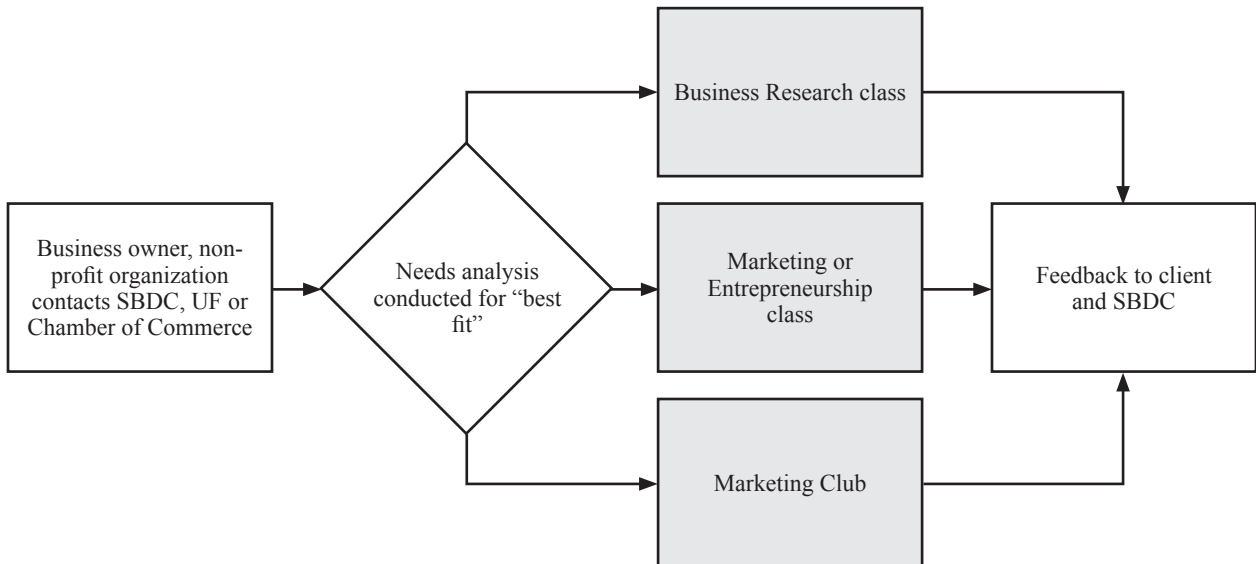 Business owner, non-
profit organization
contacts SBDC, UF or
Chamber of Commerce
Needs analysis
conducted for “best
fit”
Business Research class
Marketing or
Entrepreneurship
class
Marketing Club
Feedback to client
and SBDC